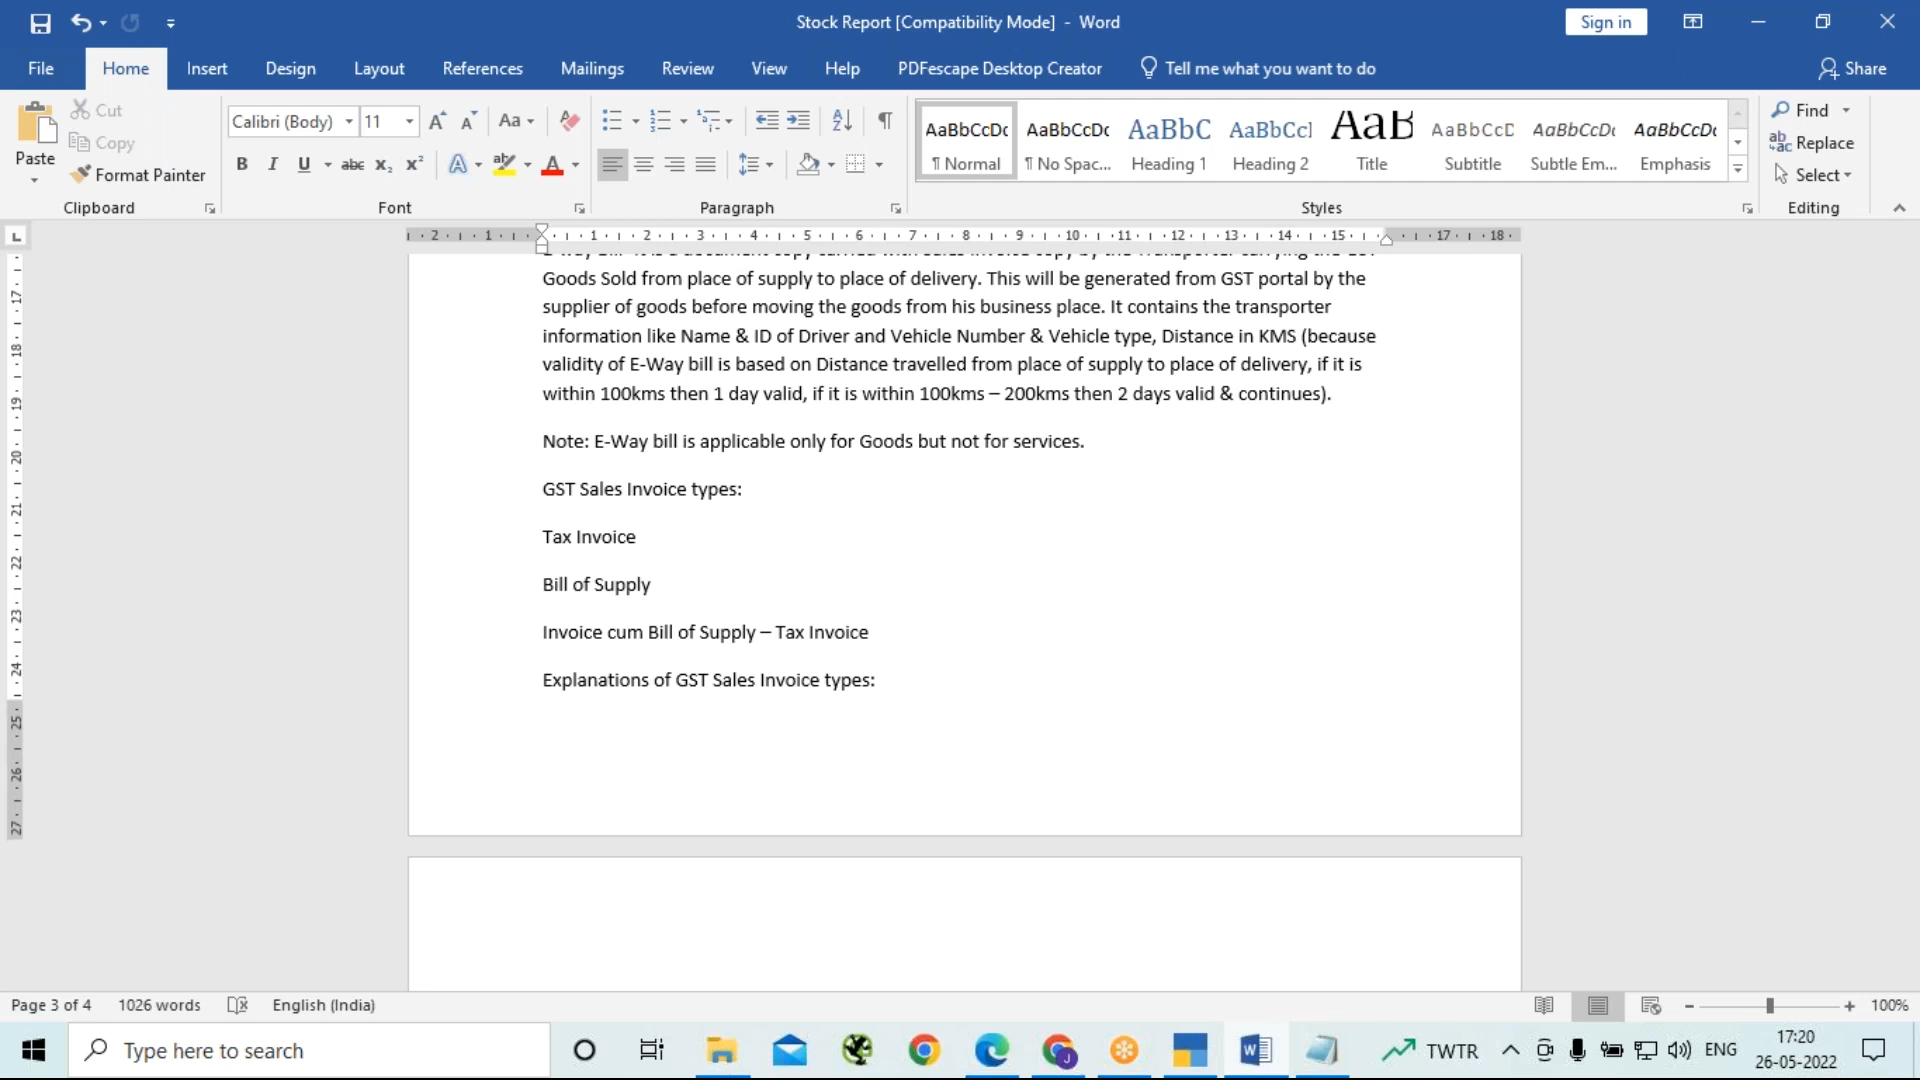 Stock Report [Compatibility Mode] - Word
Sign in
File Home Insert Design Layout References Mailings Review View Help PDFescape Desktop Creator Tell me what you want to do Share
Paste
Cut
Copy
Format Painter
Clipboard
Calibri (Body) 11
Font
Paragraph
AaBbCcDc AaBbCcDc AaBbC AaBbCcl AaB AaBbCcD AaBbCcDc AaBbCcDc
¶ Normal ¶ No Spac... Heading 1 Heading 2 Title Subtitle Subtle Em... Emphasis
Styles
Find
Replace
Select
Editing
Goods Sold from place of supply to place of delivery. This will be generated from GST portal by the
supplier of goods before moving the goods from his business place. It contains the transporter
information like Name & ID of Driver and Vehicle Number & Vehicle type, Distance in KMS (because
validity of E-Way bill is based on Distance travelled from place of supply to place of delivery, if it is
within 100kms then 1 day valid, if it is within 100kms – 200kms then 2 days valid & continues).
Note: E-Way bill is applicable only for Goods but not for services.
GST Sales Invoice types:
Tax Invoice
Bill of Supply
Invoice cum Bill of Supply – Tax Invoice
Explanations of GST Sales Invoice types:
Page 3 of 4 1026 words English (India) 100%
Type here to search
TWTR
ENG
17:20
26-05-2022